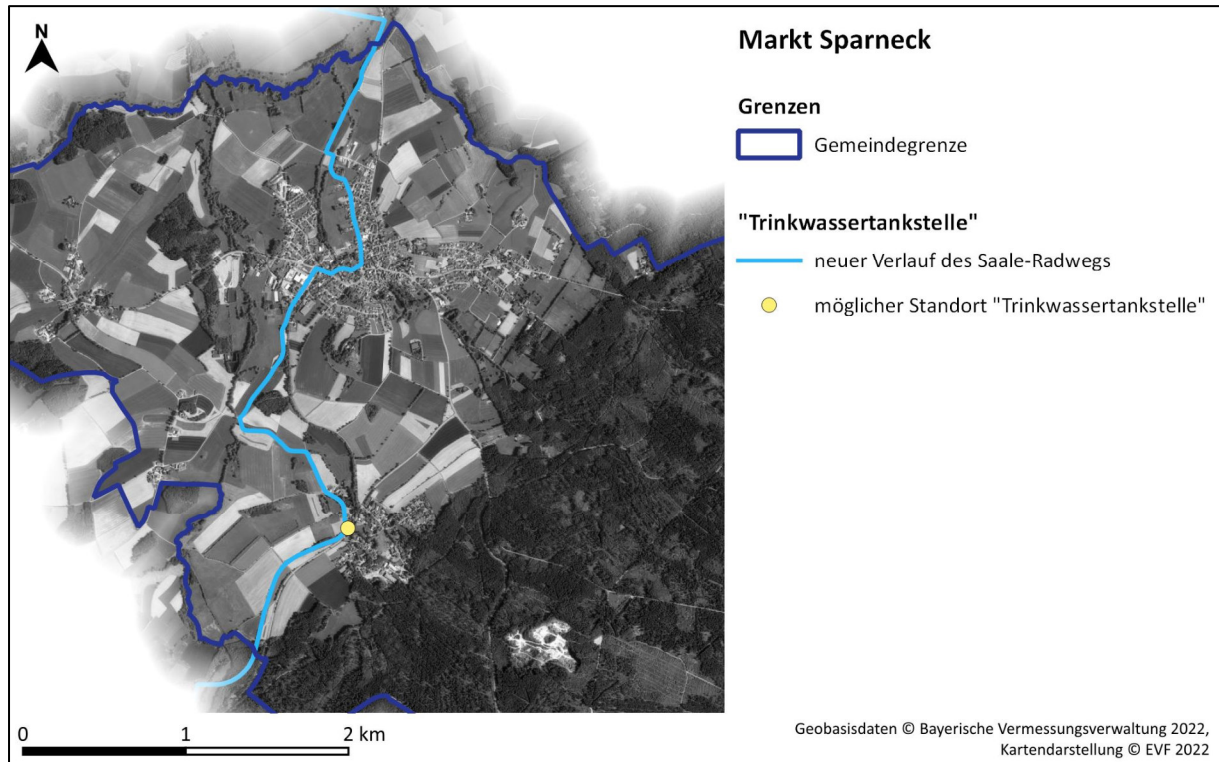 N
Markt Sparneck
Grenzen
Gemeindegrenze
"Trinkwassertankstelle"
neuer Verlauf des Saale-Radwegs
möglicher Standort "Trinkwassertankstelle"
0 1 2 km
Geobasisdaten © Bayerische Vermessungsverwaltung 2022,
Kartendarstellung © EVF 2022